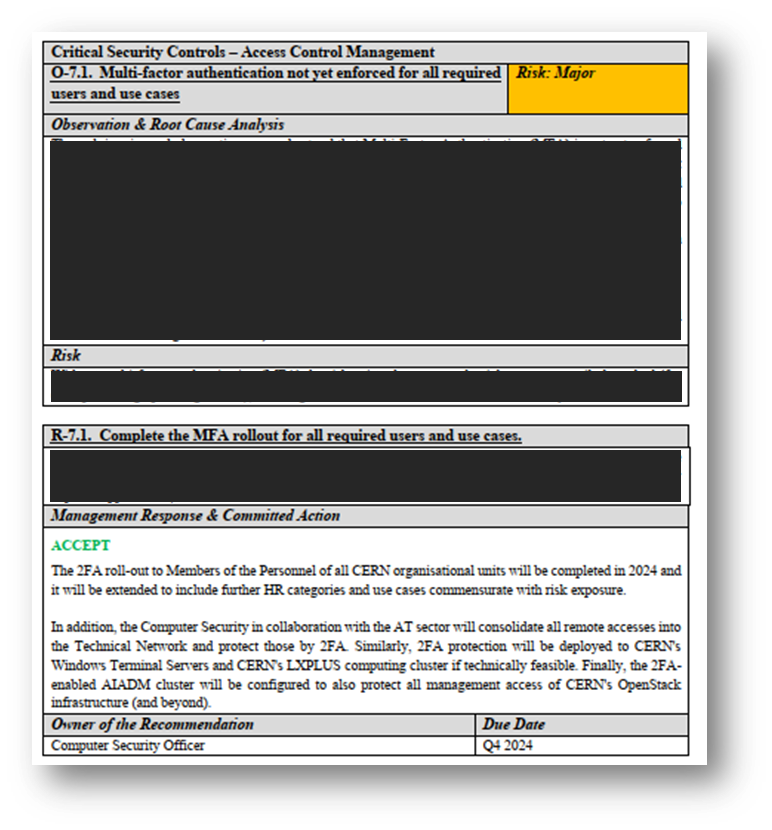 Critical Security Controls – Access Control Management
O-7.1. Multi-factor authentication not yet enforced for all required
users and use cases
Risk: Major
Observation & Root Cause Analysis
Risk
R-7.1. Complete the MFA rollout for all required users and use cases.
Management Response & Committed Action
ACCEPT
The 2FA roll-out to Members of the Personnel of all CERN organisational units will be completed in 2024 and
it will be extended to include further HR categories and use cases commensurate with risk exposure.
In addition, the Computer Security in collaboration with the AT sector will consolidate all remote accesses into
the Technical Network and protect those by 2FA. Similarly, 2FA protection will be deployed to CERN's
Windows Terminal Servers and CERN's LXPLUS computing cluster if technically feasible. Finally, the 2FA-
enabled AIADM cluster will be configured to also protect all management access of CERN's OpenStack
infrastructure (and beyond).
Owner of the Recommendation
Due Date
Computer Security Officer
Q4 2024